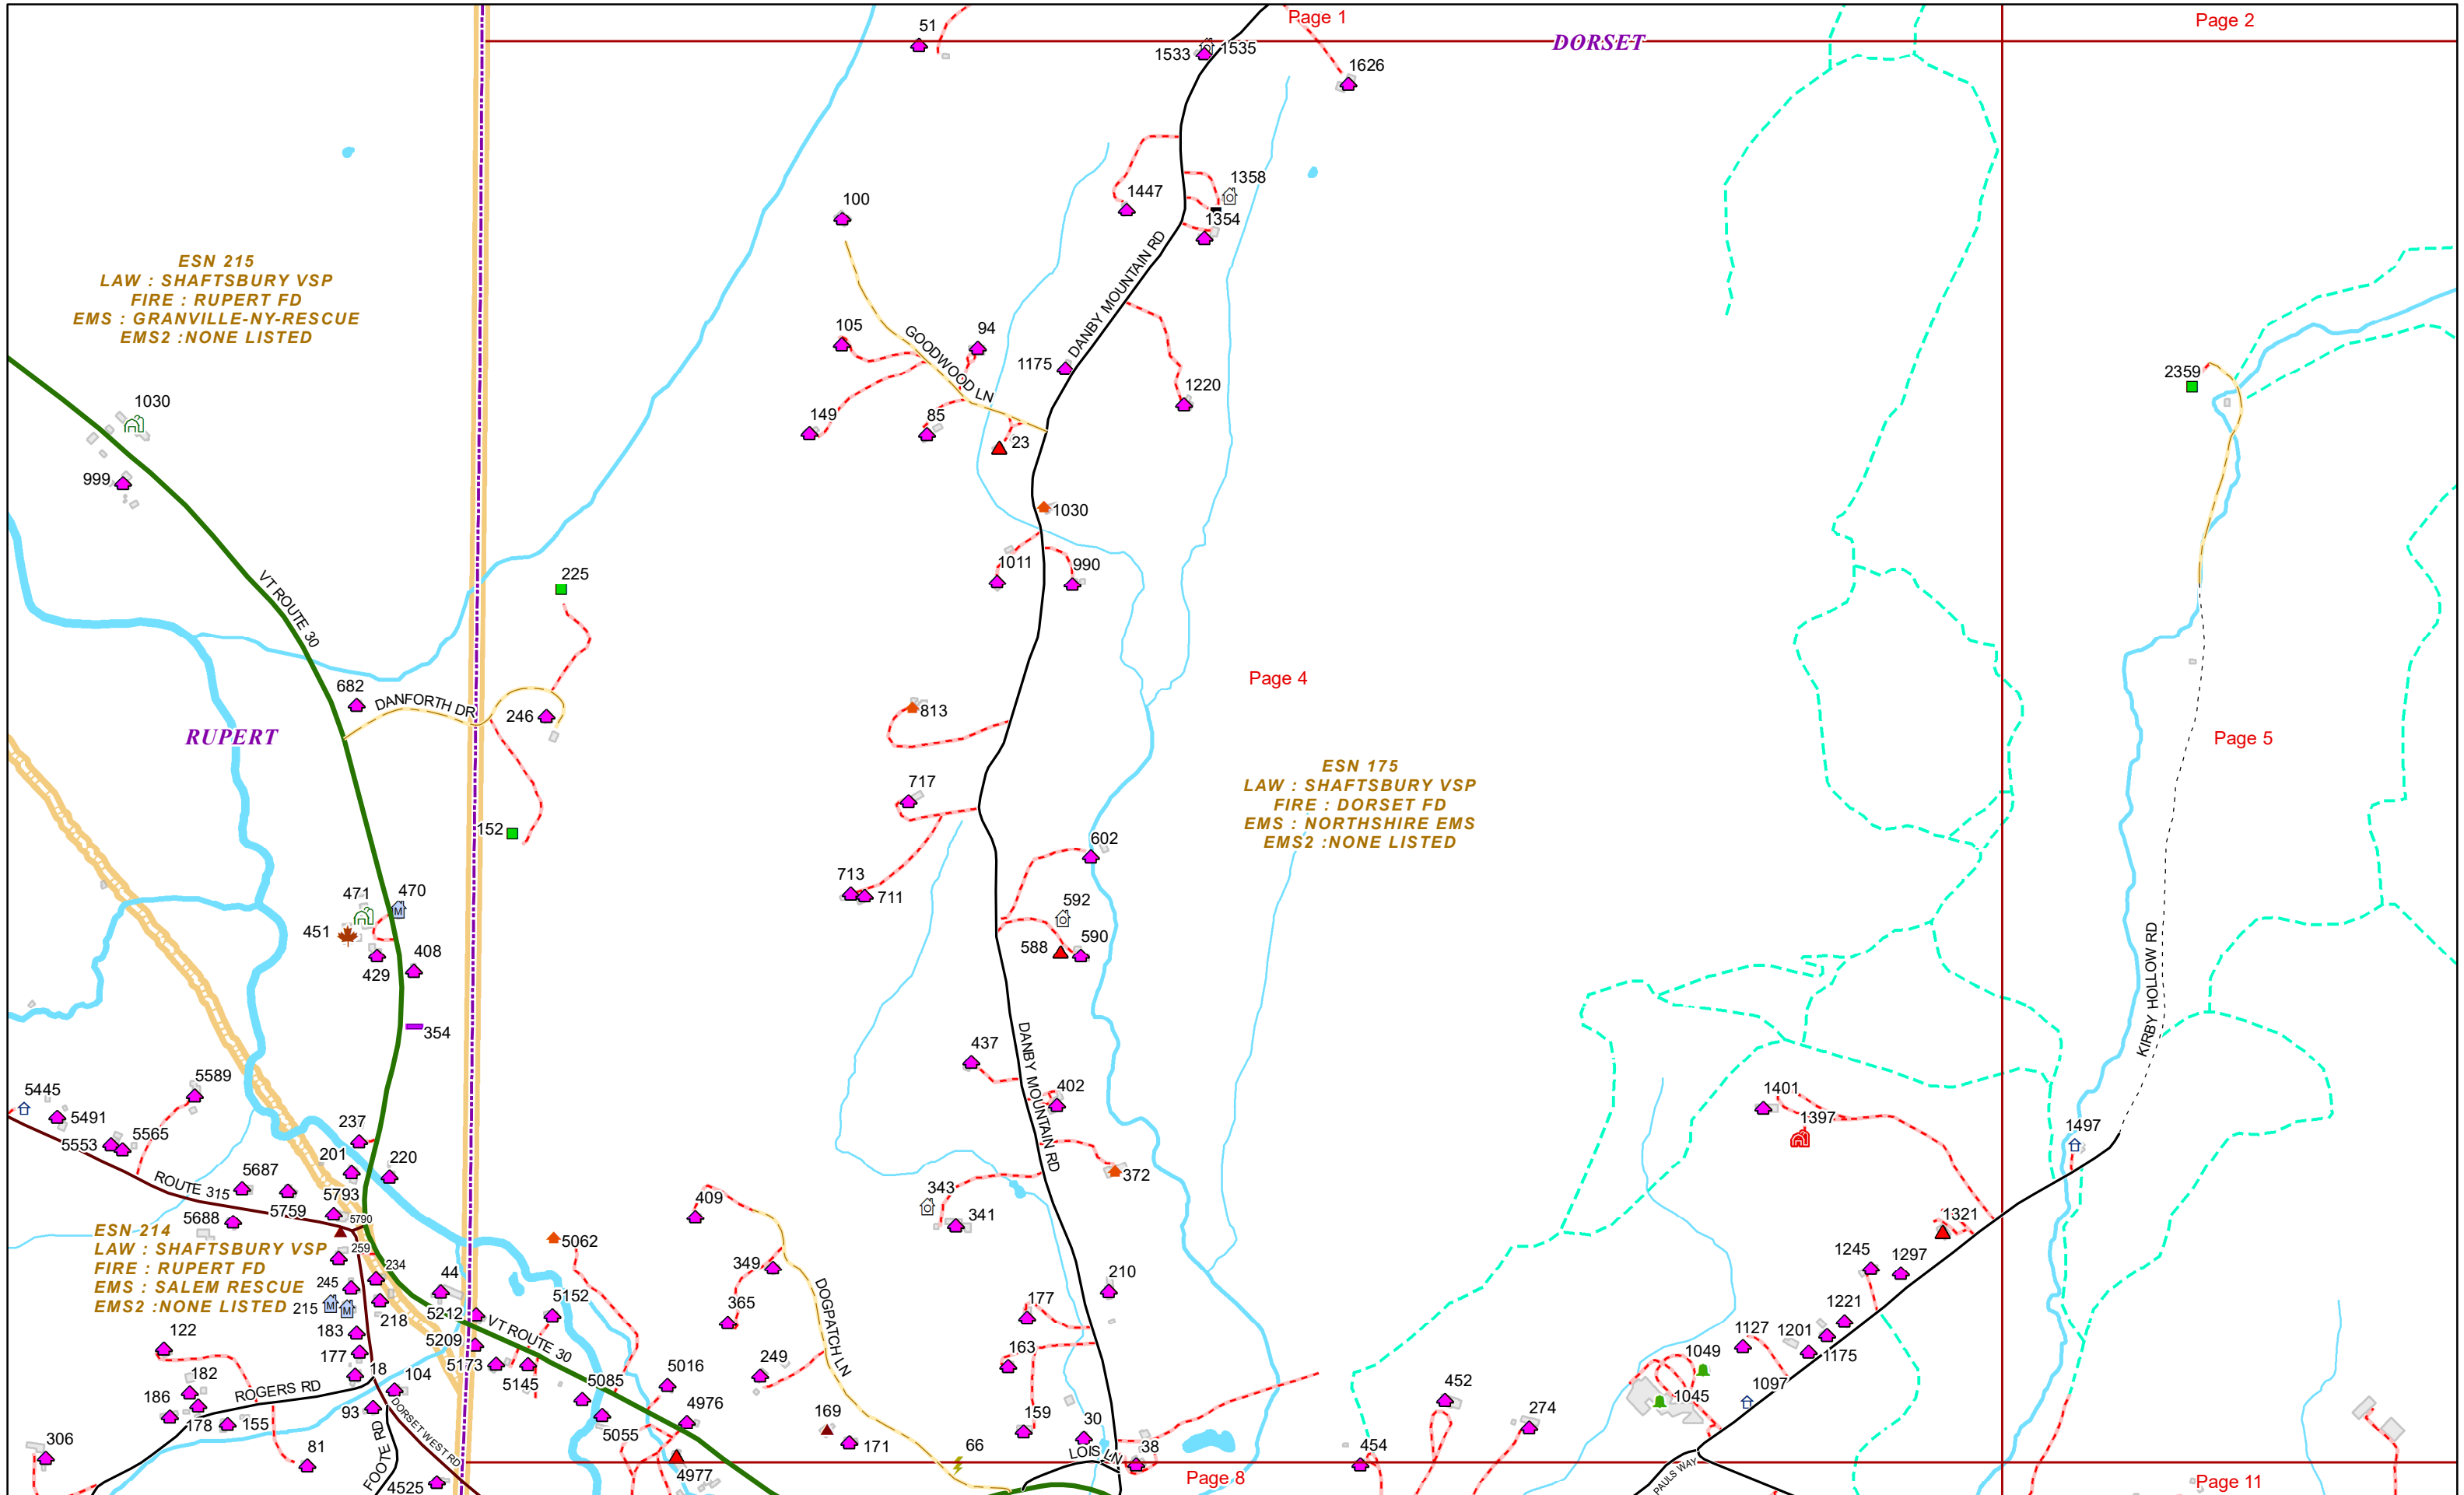 Page 1
Page 2
51
1533
1535
DORSET
1626
1358
1447
100
1354
ESN 215
LAW : SHAFTSBURY VSP
FIRE : RUPERT FD
EMS : GRANVILLE-NY-RESCUE
EMS2 :NONE LISTED
DANBY MOUNTAIN RD
105
GOODWOOD LN
94
1175
1220
2359
1030
149
85
23
999
1030
1011
990
225
VT ROUTE 30
682
DANFORTH DR
246
813
Page 4
RUPERT
Page 5
ESN 175
LAW : SHAFTSBURY VSP
FIRE : DORSET FD
EMS : NORTHSHIRE EMS
EMS2 :NONE LISTED
717
152
602
713
711
471
470
592
451
588
590
429
408
KIRBY HOLLOW RD
354
DANBY MOUNTAIN RD
437
402
5445
5589
5491
1401
1397
5553
5565
237
1497
201
220
5687
372
ROUTE 315
5793
5759
409
343
341
5688
5790
1321
ESN 214
LAW : SHAFTSBURY VSP
FIRE : RUPERT FD
EMS : SALEM RESCUE
EMS2 :NONE LISTED
259
5062
234
349
1245
1297
245
44
210
215
M
M
M
218
5212
5152
365
DOGPATCH LN
177
1221
122
183
5209
VT ROUTE 30
163
1127
1201
177
5173
5145
249
1049
1175
18
104
5016
182
ROGERS RD
5085
1097
186
452
1045
93
4976
178
155
DORSET WEST RD
169
171
159
30
274
5055
306
81
FOOTE RD
66
LOIS LN
38
454
4525
4977
Page 8
PAULS WAY
Page 11